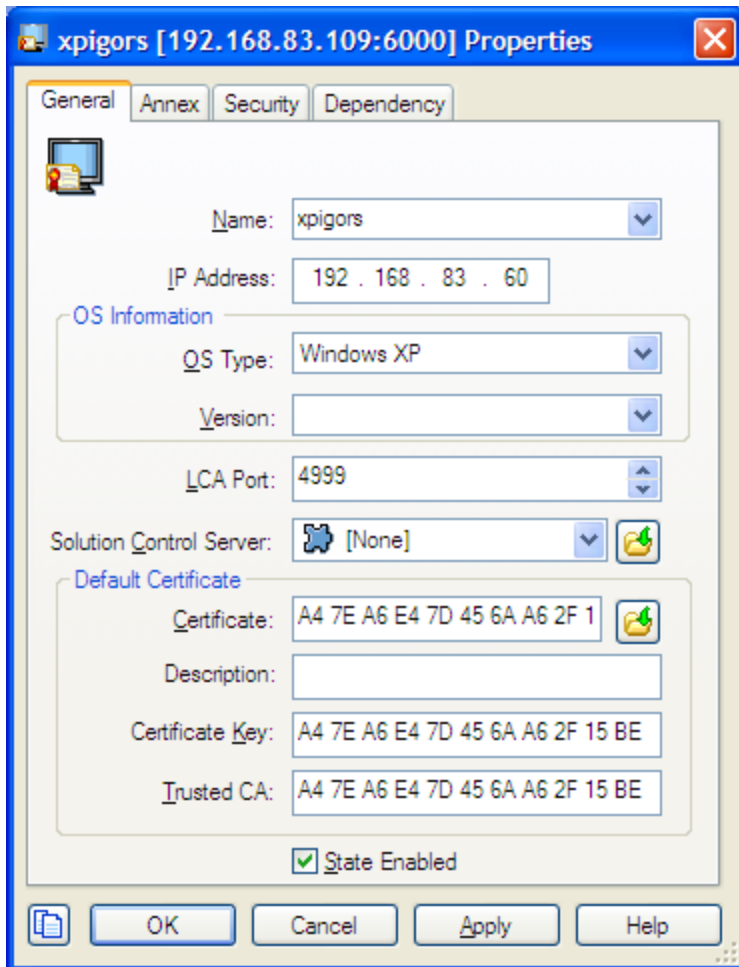 xpigors [192.168.83.109:6000] Properties
General Annex Security Dependency
Name: xpigors
IP Address: 192 . 168 . 83 . 60
OS Information
OS Type: Windows XP
Version:
LCA Port: 4999
Solution Control Server: [None]
Default Certificate
Certificate: A4 7E A6 E4 7D 45 6A A6 2F 1
Description:
Certificate Key: A4 7E A6 E4 7D 45 6A A6 2F 15 BE
Trusted CA: A4 7E A6 E4 7D 45 6A A6 2F 15 BE
State Enabled
OK Cancel Apply Help